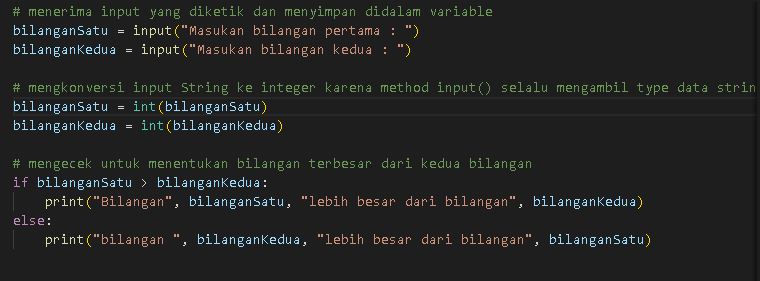 # menerima input yang diketik dan menyimpan didalam variable
bilanganSatu = input("Masukan bilangan pertama : ")
bilanganKedua = input("Masukan bilangan kedua : ")
# mengkonversi input String ke integer karena method input() selalu mengambil type data strin
bilanganSatu = int(bilanganSatu)
bilanganKedua = int(bilanganKedua)
# mengecek untuk menentukan bilangan terbesar dari kedua bilangan
if bilanganSatu > bilanganKedua:
    print("Bilangan", bilanganSatu, "lebih besar dari bilangan", bilanganKedua)
else:
    print("bilangan ", bilanganKedua, "lebih besar dari bilangan", bilanganSatu)